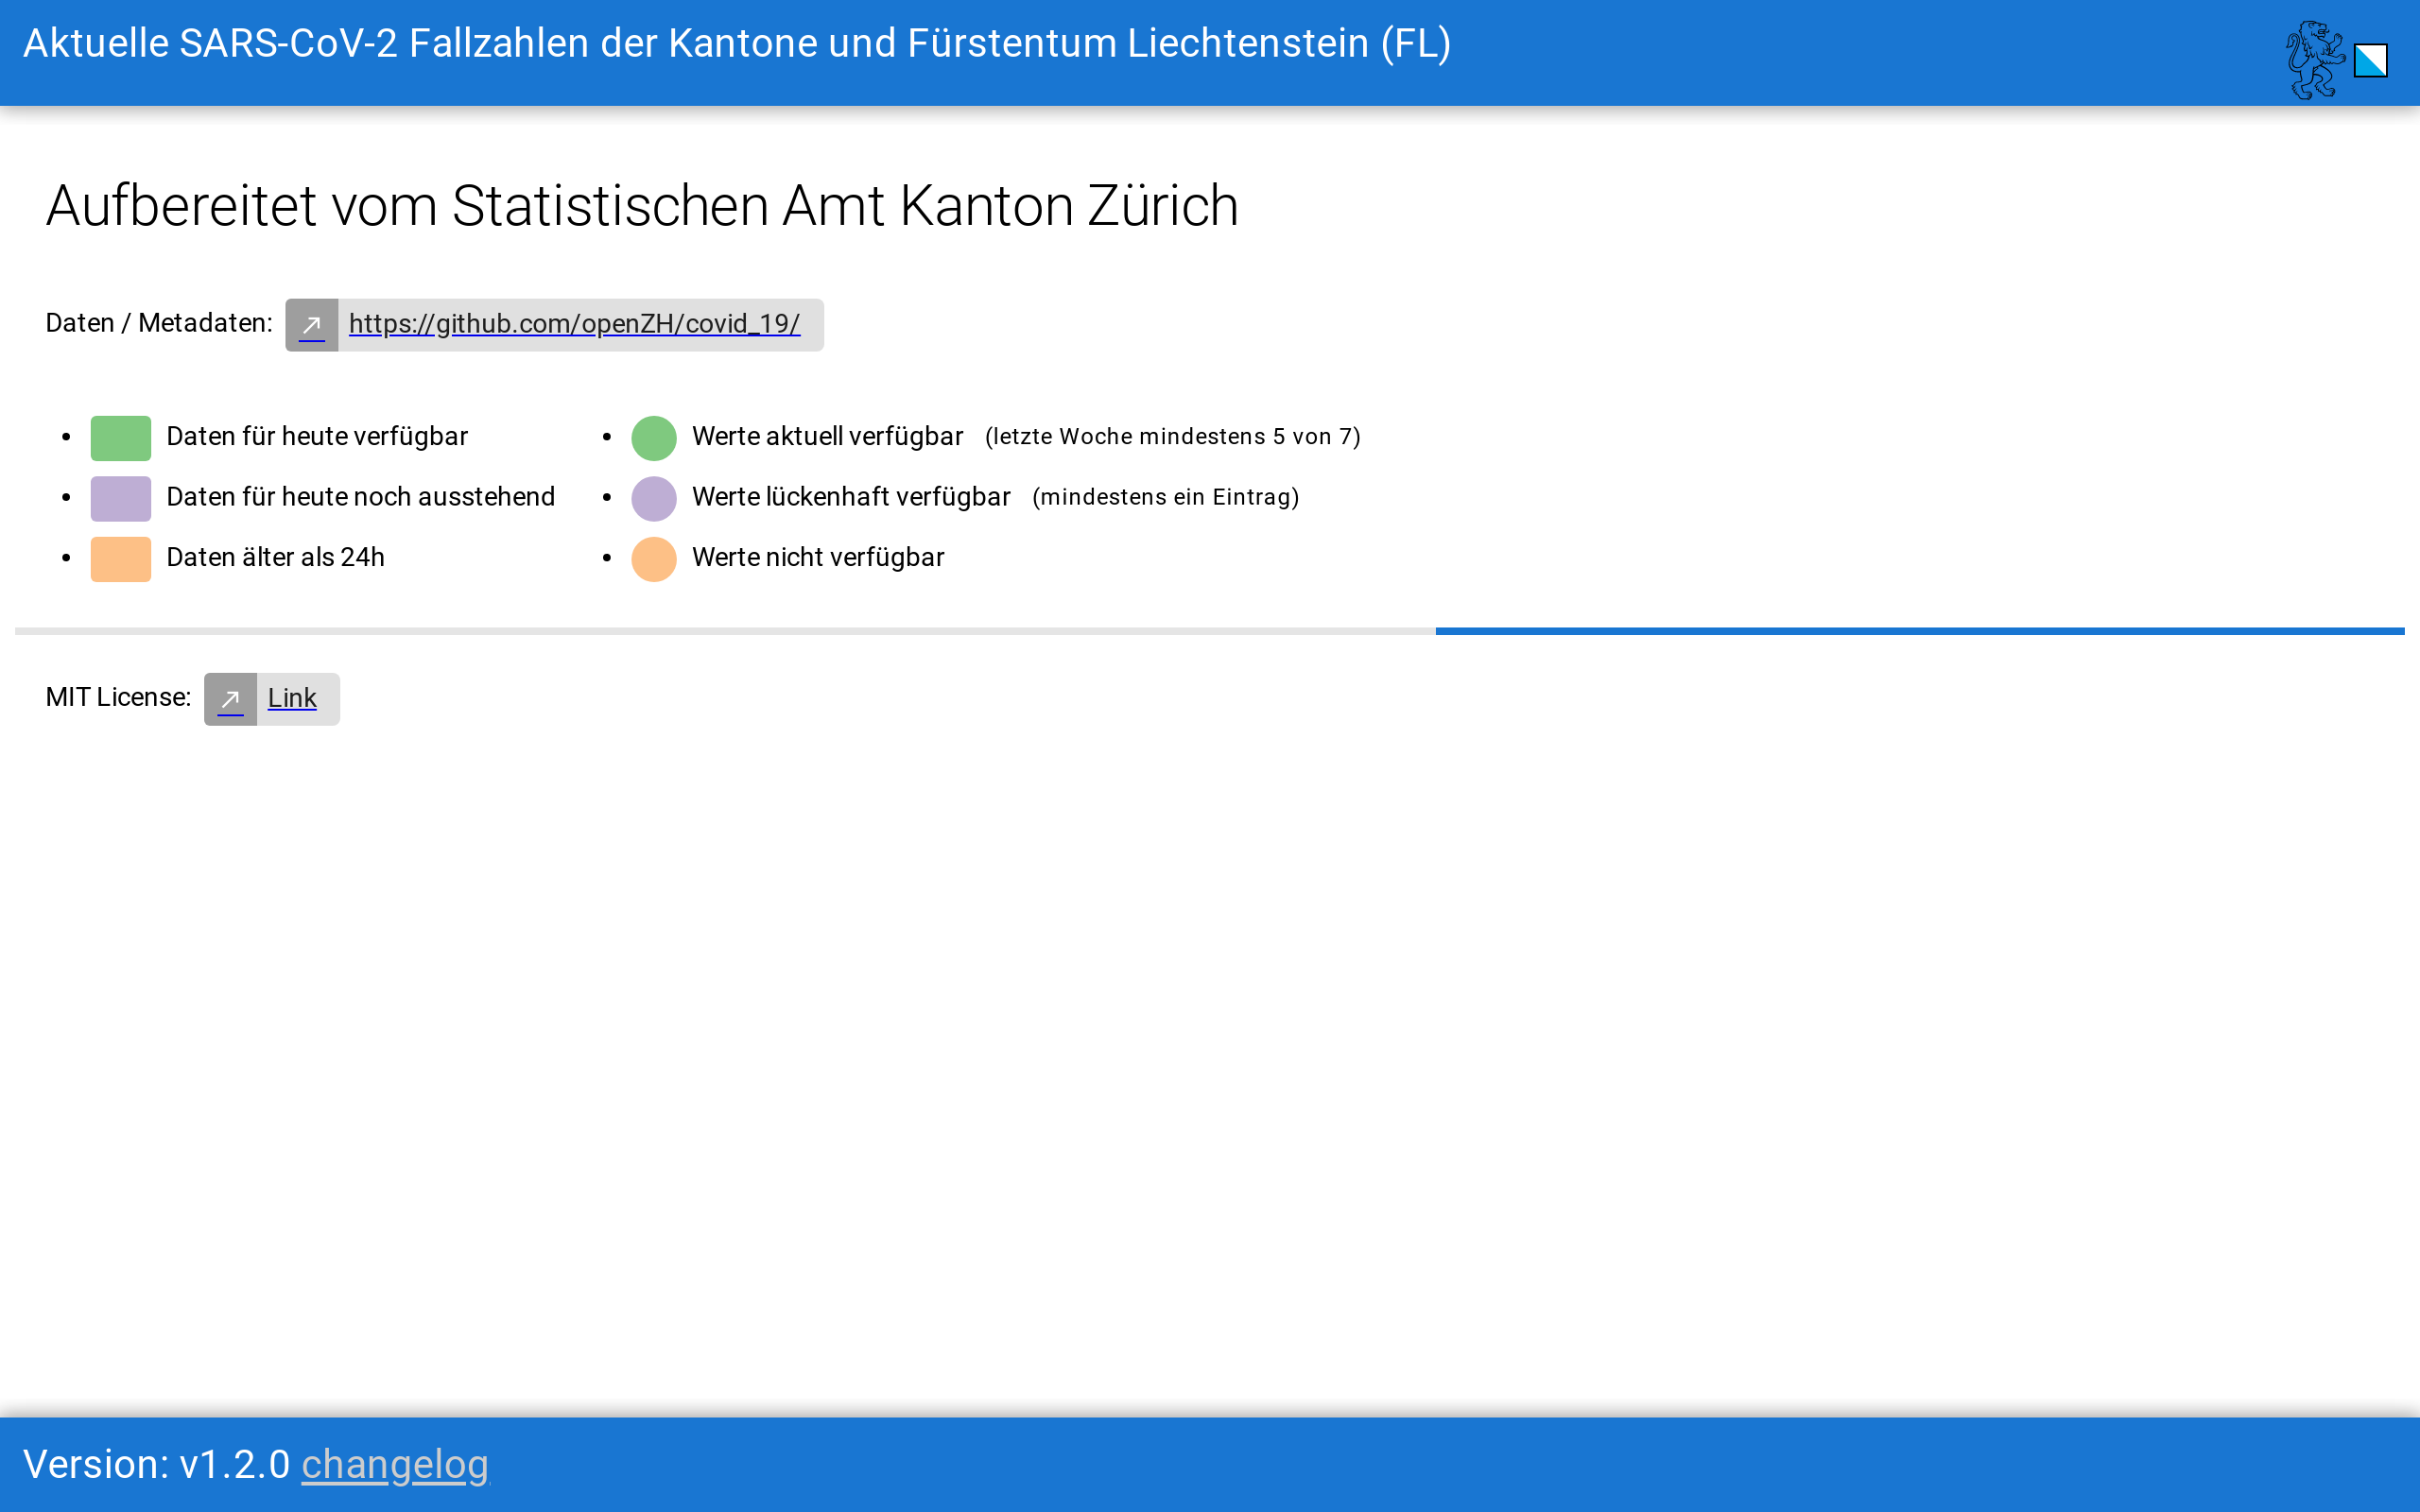 Aktuelle SARS-CoV-2 Fallzahlen der Kantone und Fürstentum Liechtenstein (FL)
Aufbereitet vom Statistischen Amt Kanton Zürich
Daten / Metadaten: https://github.com/openZH/covid_19/
Daten für heute verfügbar
Daten für heute noch ausstehend
Daten älter als 24h
Werte aktuell verfügbar (letzte Woche mindestens 5 von 7)
Werte lückenhaft verfügbar (mindestens ein Eintrag)
Werte nicht verfügbar
MIT License: Link
Version: v1.2.0 changelog